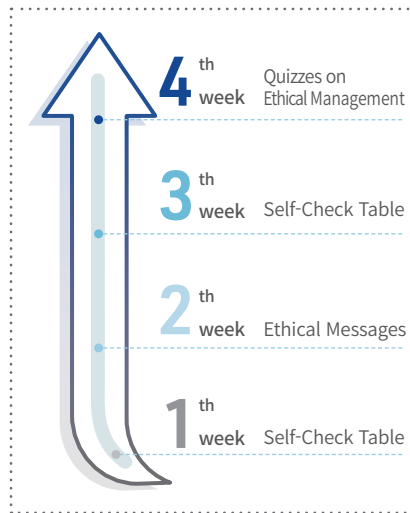 4th week Quizzes on
Ethical Management
3th week Self-Check Table
2th week Ethical Messages
1th week Self-Check Table